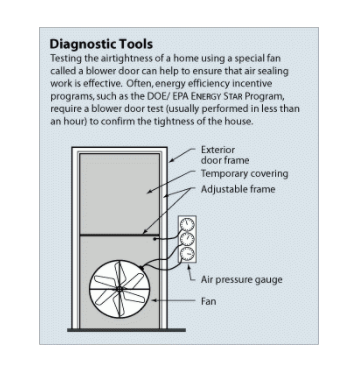 Diagnostic Tools
Testing the airtightness of a home using a special fan
called a blower door can help to ensure that air sealing
work is effective. Often, energy efficiency incentive
programs, such as the DOE/ EPA ENERGY STAR Program,
require a blower door test (usually performed in less than
an hour) to confirm the tightness of the house.
Exterior
door frame
Temporary covering
Adjustable frame
Air pressure gauge
Fan